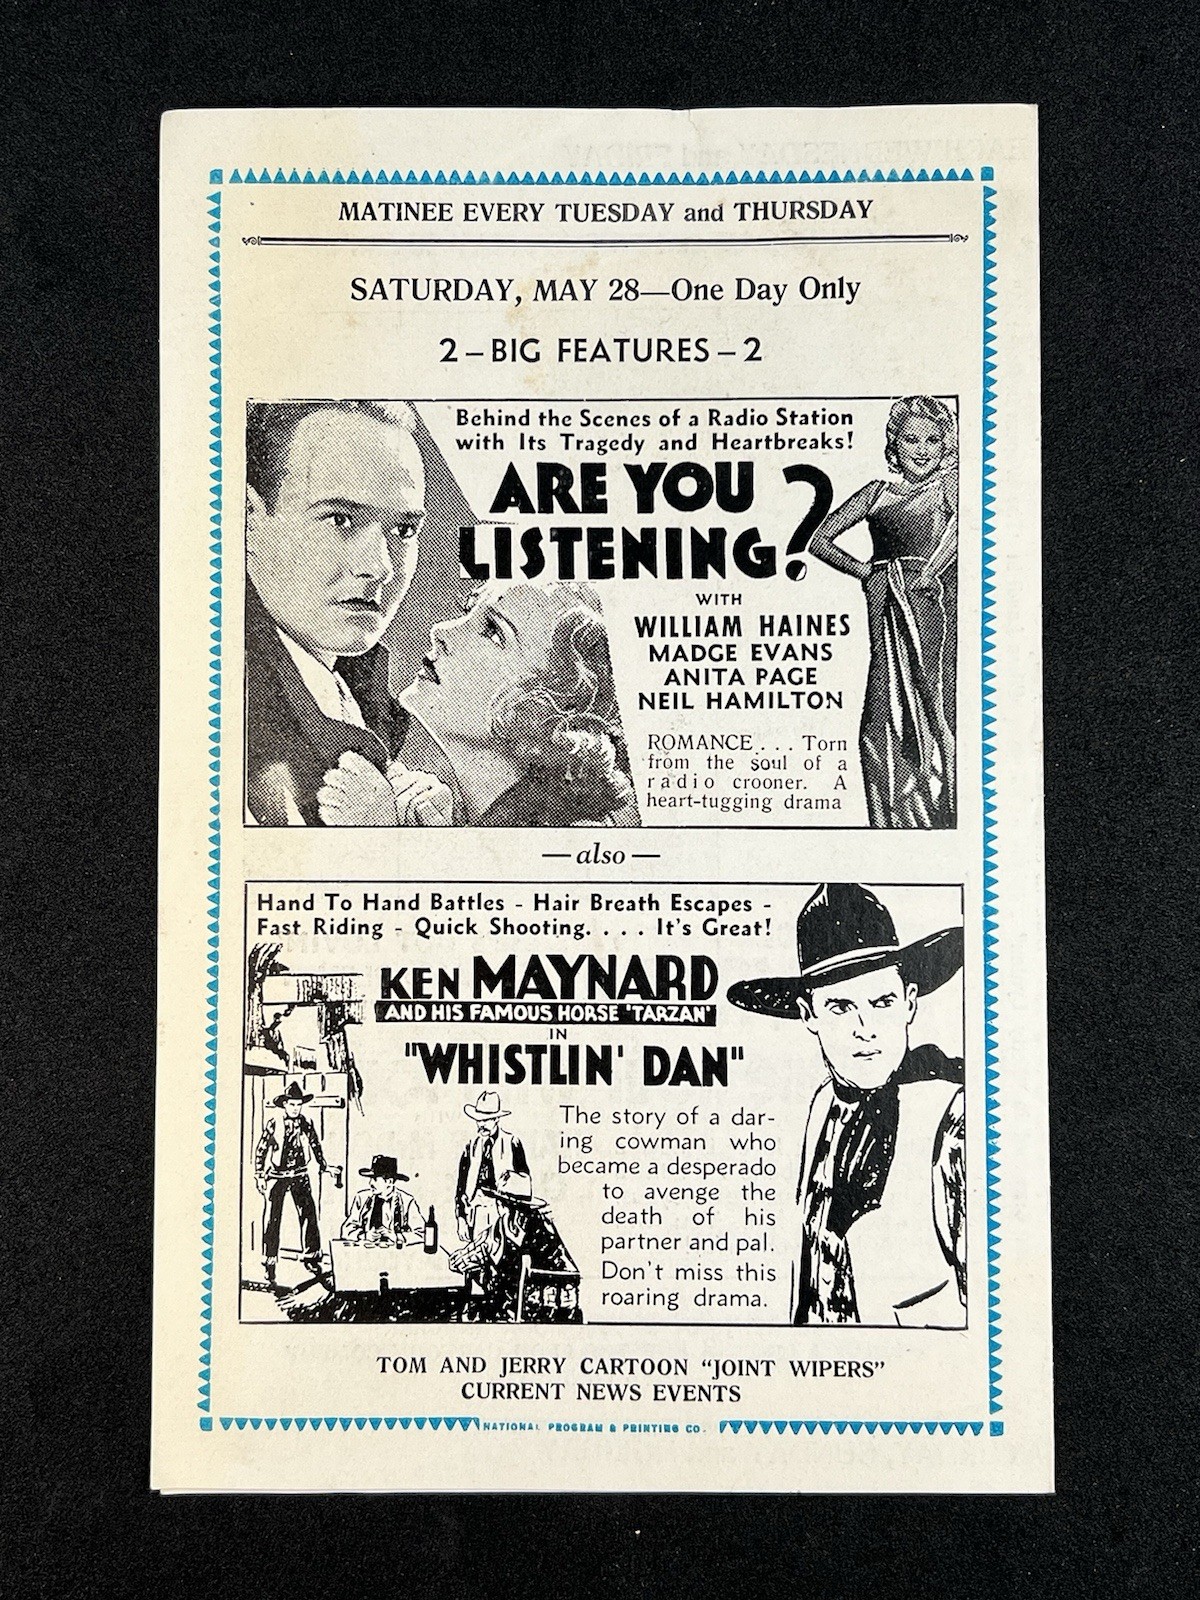 MATINEE EVERY TUESDAY and THURSDAY
SATURDAY, MAY 28—One Day Only
2 – BIG FEATURES – 2
Behind the Scenes of a Radio Station
with Its Tragedy and Heartbreaks!
ARE YOU
LISTENING?
WITH
WILLIAM HAINES
MADGE EVANS
ANITA PAGE
NEIL HAMILTON
ROMANCE . . . Torn
from the soul of a
radio crooner. A
heart-tugging drama
— also —
Hand To Hand Battles - Hair Breath Escapes -
Fast Riding - Quick Shooting. . . . It's Great!
KEN MAYNARD
AND HIS FAMOUS HORSE 'TARZAN'
IN
"WHISTLIN' DAN"
The story of a dar-
ing cowman who
became a desperado
to avenge the
death of his
partner and pal.
Don't miss this
roaring drama.
TOM AND JERRY CARTOON “JOINT WIPERS”
CURRENT NEWS EVENTS
NATIONAL PROGRAM & PRINTING CO.